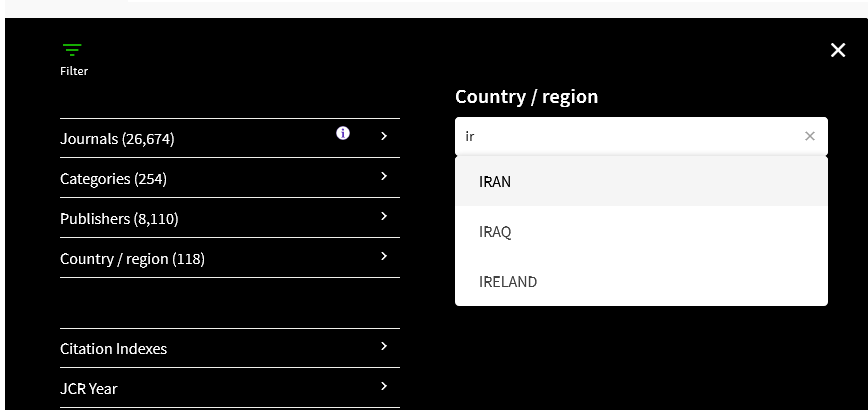 Filter
Journals (26,674)
Categories (254)
Publishers (8,110)
Country / region (118)
Citation Indexes
JCR Year
Country / region
ir
IRAN
IRAQ
IRELAND